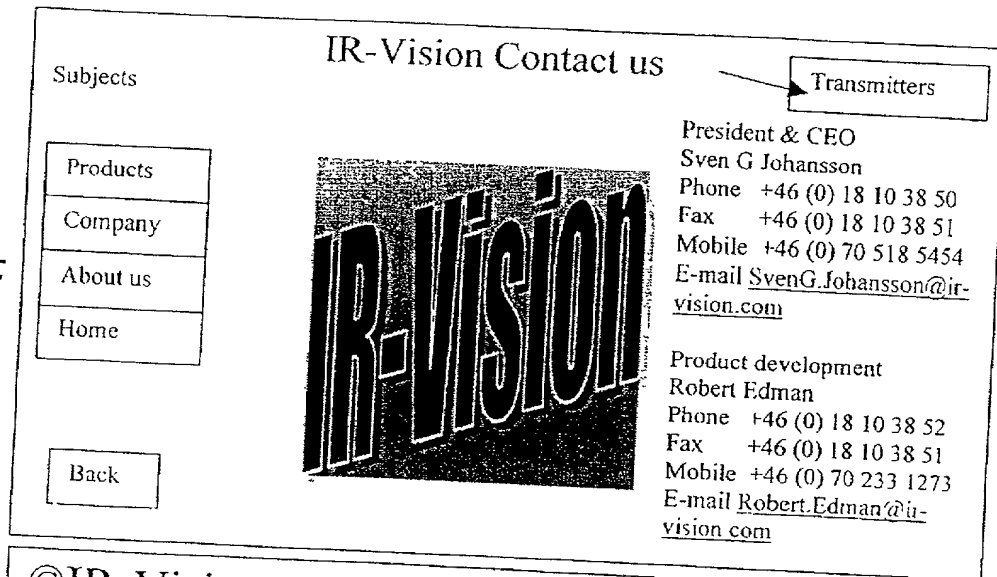 IR-Vision Contact us
Subjects
Transmitters
Products
Company
About us
Home
Back
IR-Vision
President & CEO
Sven G Johansson
Phone +46 (0) 18 10 38 50
Fax +46 (0) 18 10 38 51
Mobile +46 (0) 70 518 5454
E-mail SvenG.Johansson@ir-
vision.com
Product development
Robert Edman
Phone +46 (0) 18 10 38 52
Fax +46 (0) 18 10 38 51
Mobile +46 (0) 70 233 1273
E-mail Robert.Edman@ir-
vision com